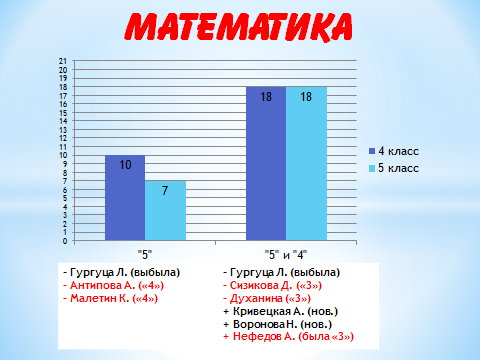 МАТЕМАТИКА
21
20
19
18
17
16
15
14
13
12
11
10
9
8
7
6
5
4
3
2
1
0
10
7
18
18
"5"
"5" и "4"
4 класс
5 класс
- Гургуца Л. (выбыла)
- Антипова А. («4»)
- Малетин К. («4»)
- Гургуца Л. (выбыла)
- Сизикова Д. («3»)
- Духанина («3»)
+ Кривецкая А. (нов.)
+ Воронова Н. (нов.)
+ Нефедов А. (была «3»)